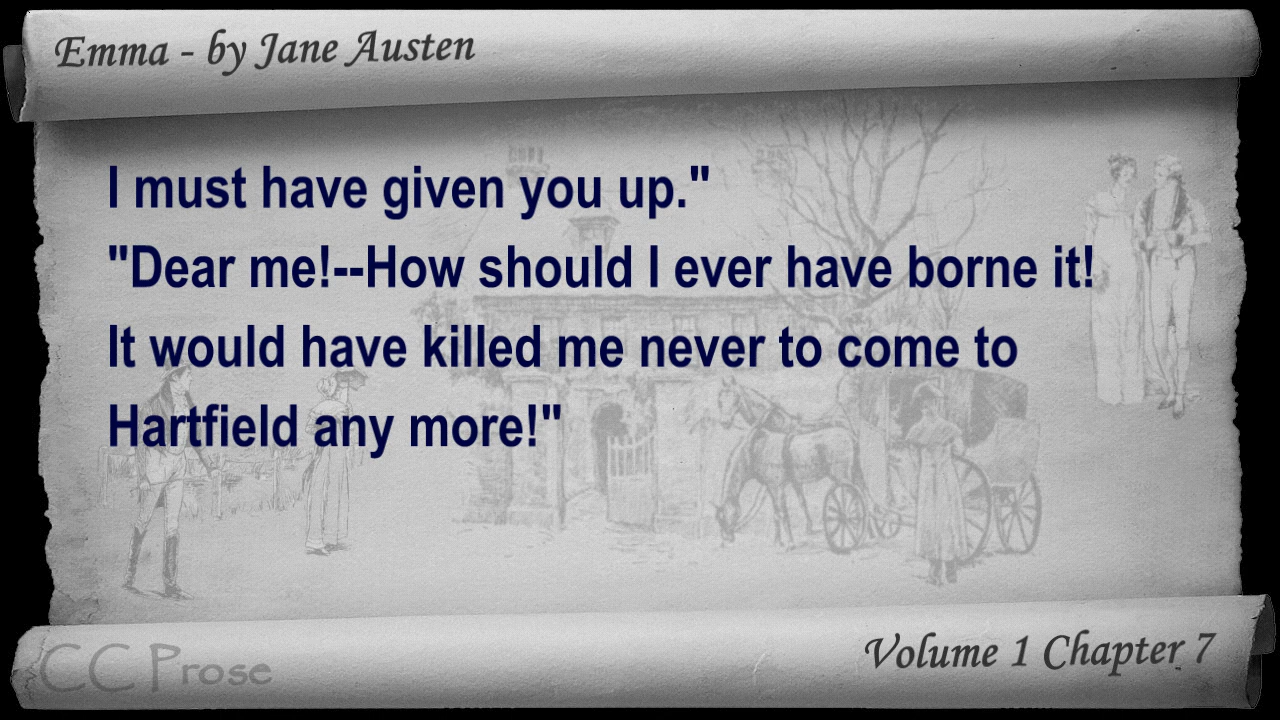 Emma - by Jane Austen
I must have given you up."
"Dear me!--How should I ever have borne it!
It would have killed me never to come to
Hartfield any more!"
CC Prose
Volume 1 Chapter 7